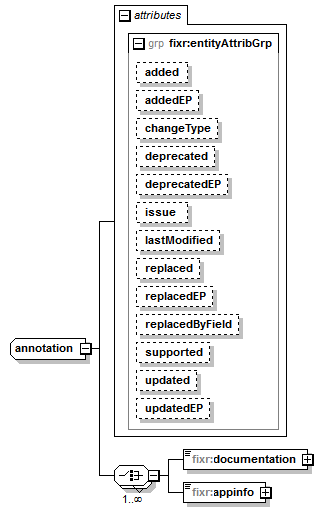 attributes
grp fixr:entityAttribGrp
added
addedEP
changeType
deprecated
deprecatedEP
issue
lastModified
replaced
replacedEP
replacedByField
supported
updated
updatedEP
annotation
fixr:documentation
1..∞
fixr:appinfo